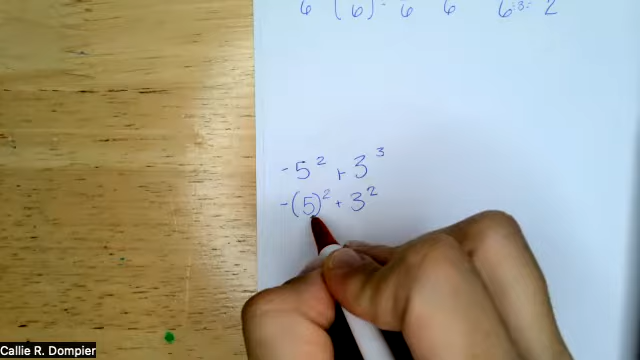 -5² + 3³
-(5)² + 3²
Callie R. Dompier